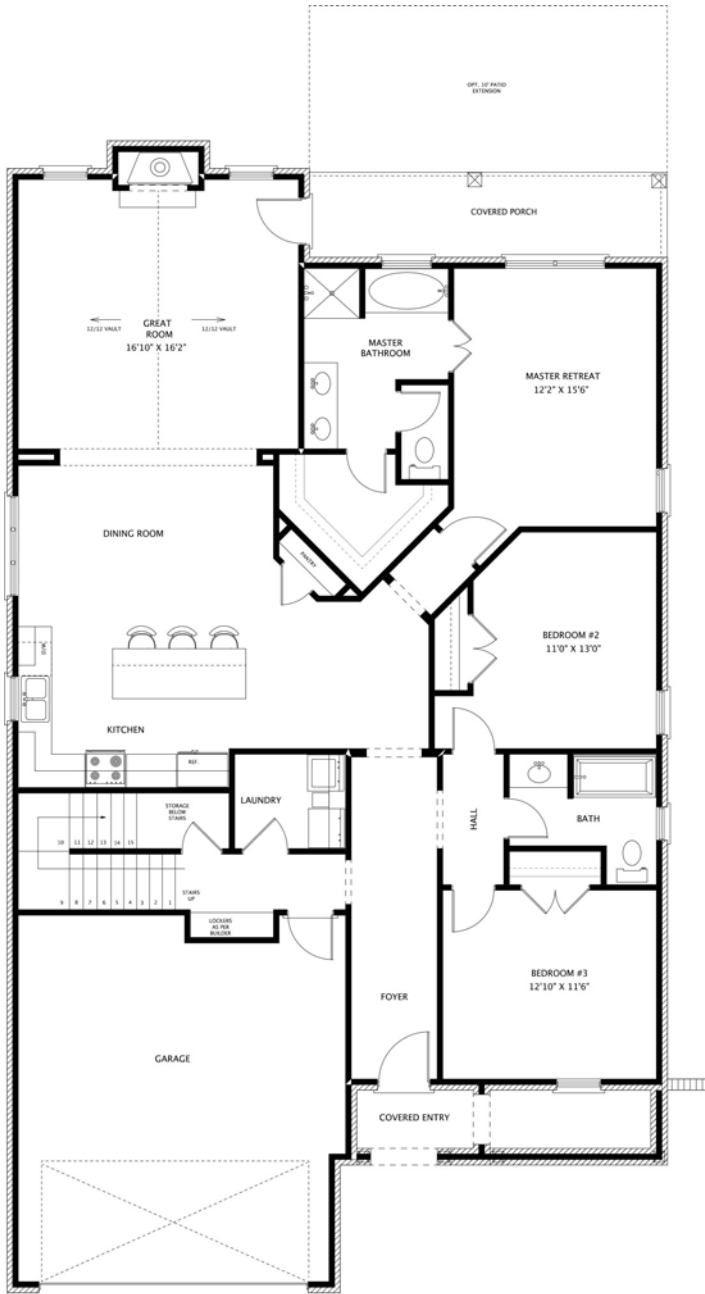 OPT. 10' PATIO
EXTENSION
COVERED PORCH
12/12 VAULT
GREAT
ROOM
16'10" X 16'2"
12/12 VAULT
MASTER
BATHROOM
MASTER RETREAT
12'2" X 15'6"
DINING ROOM
PANTRY
BEDROOM #2
11'0" X 13'0"
D/W
KITCHEN
REF.
LAUNDRY
STORAGE
BELOW
STAIRS
HALL
BATH
10 11 12 13 14 15
STAIRS
UP
9 8 7 6 5 4 3 2 1
LOCKERS
AS PER
BUILDER
BEDROOM #3
12'10" X 11'6"
FOYER
GARAGE
COVERED ENTRY